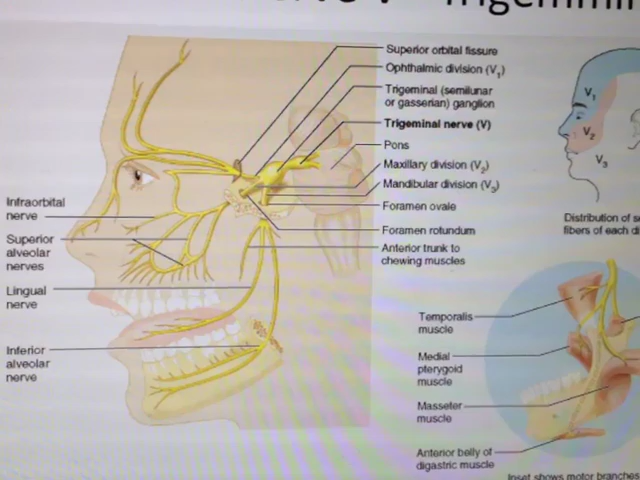 Superior orbital fissure
Ophthalmic division (V1)
Trigeminal (semilunar
or gasserian) ganglion
Trigeminal nerve (V)
Pons
Maxillary division (V2)
Mandibular division (V3)
Foramen ovale
Foramen rotundum
Anterior trunk to
chewing muscles
Infraorbital
nerve
Superior
alveolar
nerves
Lingual
nerve
Inferior
alveolar
nerve
V1
V2
V3
Distribution of
fibers of each
Temporalis
muscle
Medial
pterygoid
muscle
Masseter
muscle
Anterior belly of
digastric muscle
Inset shows motor branches